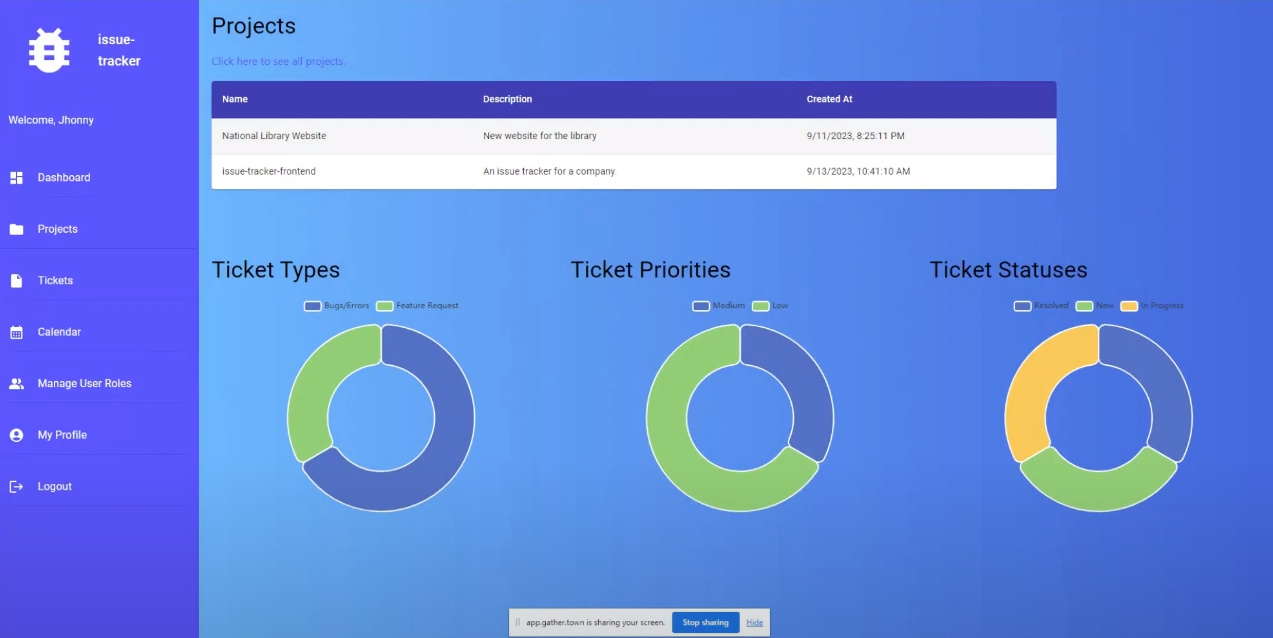 issue-
tracker
Welcome, Jhonny
Dashboard
Projects
Tickets
Calendar
Manage User Roles
My Profile
Logout
Projects
Click here to see all projects.
Name Description Created At
National Library Website New website for the library 9/11/2023, 8:25:11 PM
issue-tracker-frontend An issue tracker for a company. 9/13/2023, 10:41:10 AM
Ticket Types
Bugs/Errors Feature Request
Ticket Priorities
Medium Low
Ticket Statuses
Resolved New In Progress
app.gather.town is sharing your screen. Stop sharing Hide